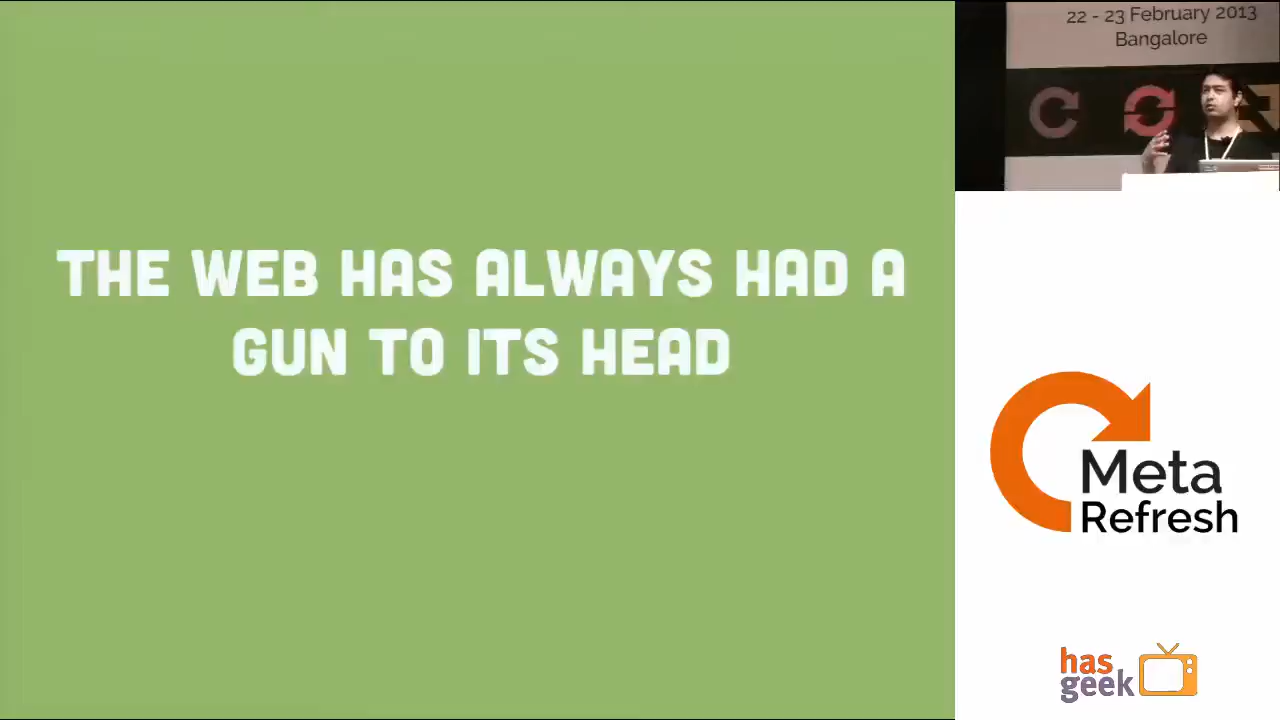 22 - 23 February 2013
Bangalore
THE WEB HAS ALWAYS HAD A
GUN TO ITS HEAD
Meta
Refresh
has
geek